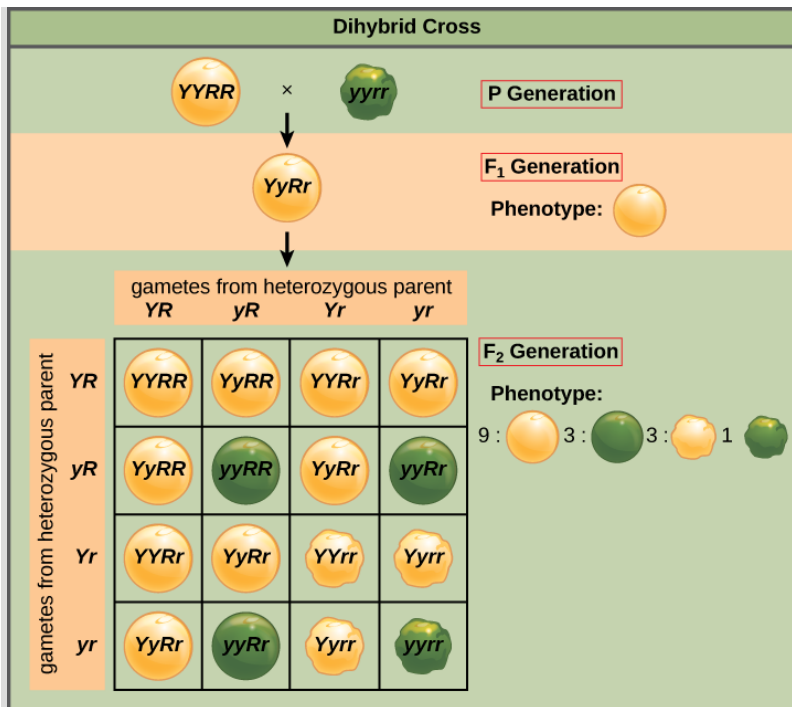 Dihybrid Cross
YYRR × yyrr P Generation
YyRr F₁ Generation
Phenotype:
gametes from heterozygous parent
YR yR Yr yr
gametes from heterozygous parent
YR YYRR YyRR YYRr YyRr
yR YyRR yyRR YyRr yyRr
Yr YYRr YyRr YYrr Yyrr
yr YyRr yyRr Yyrr yyrr
F₂ Generation
Phenotype:
9 : 3 : 3 : 1